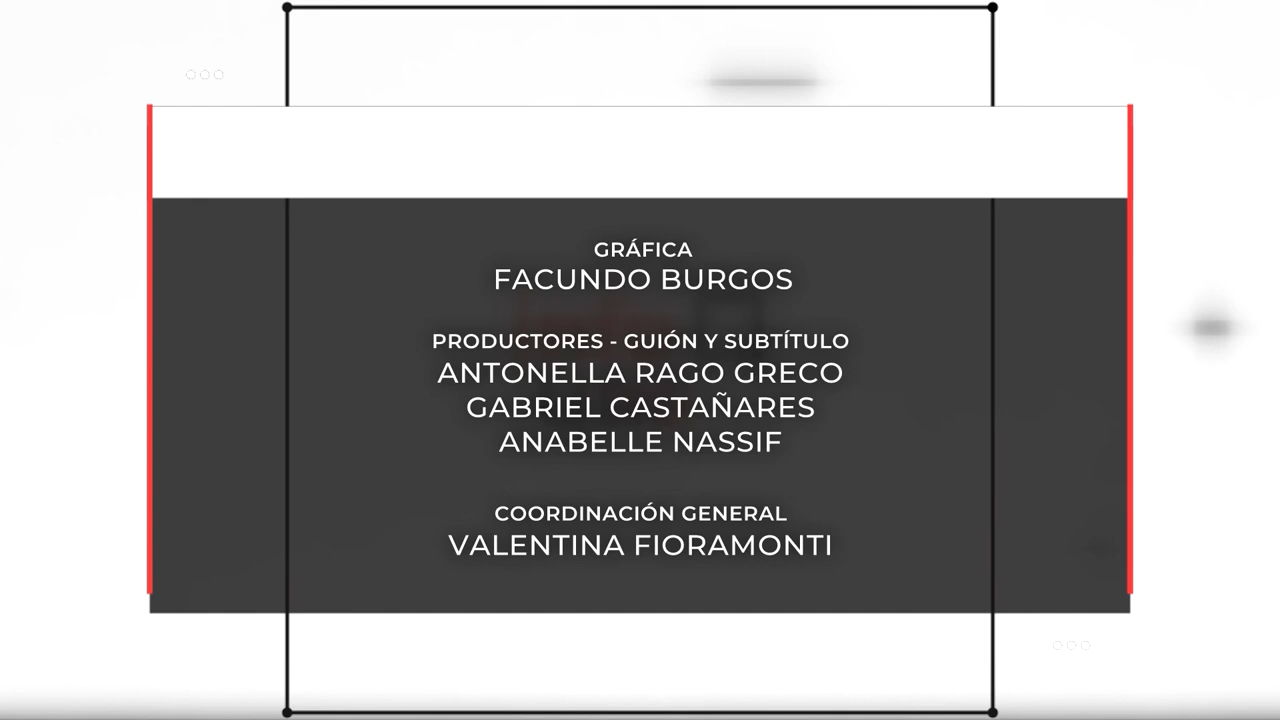 GRÁFICA
FACUNDO BURGOS
PRODUCTORES - GUIÓN Y SUBTÍTULO
ANTONELLA RAGO GRECO
GABRIEL CASTAÑARES
ANABELLE NASSIF
COORDINACIÓN GENERAL
VALENTINA FIORAMONTI